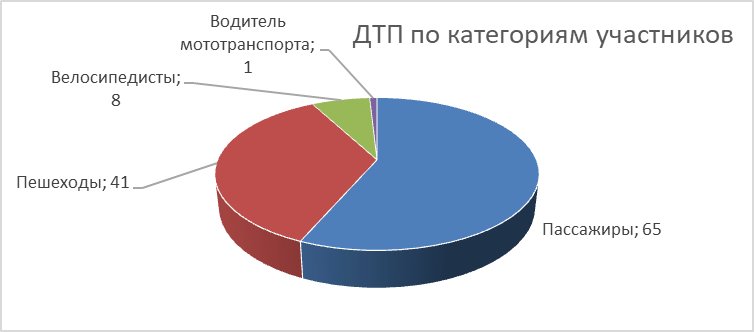 ДТП по категориям участников
Водитель
мототранспорта;
1
Велосипедисты;
8
Пешеходы; 41
Пассажиры; 65